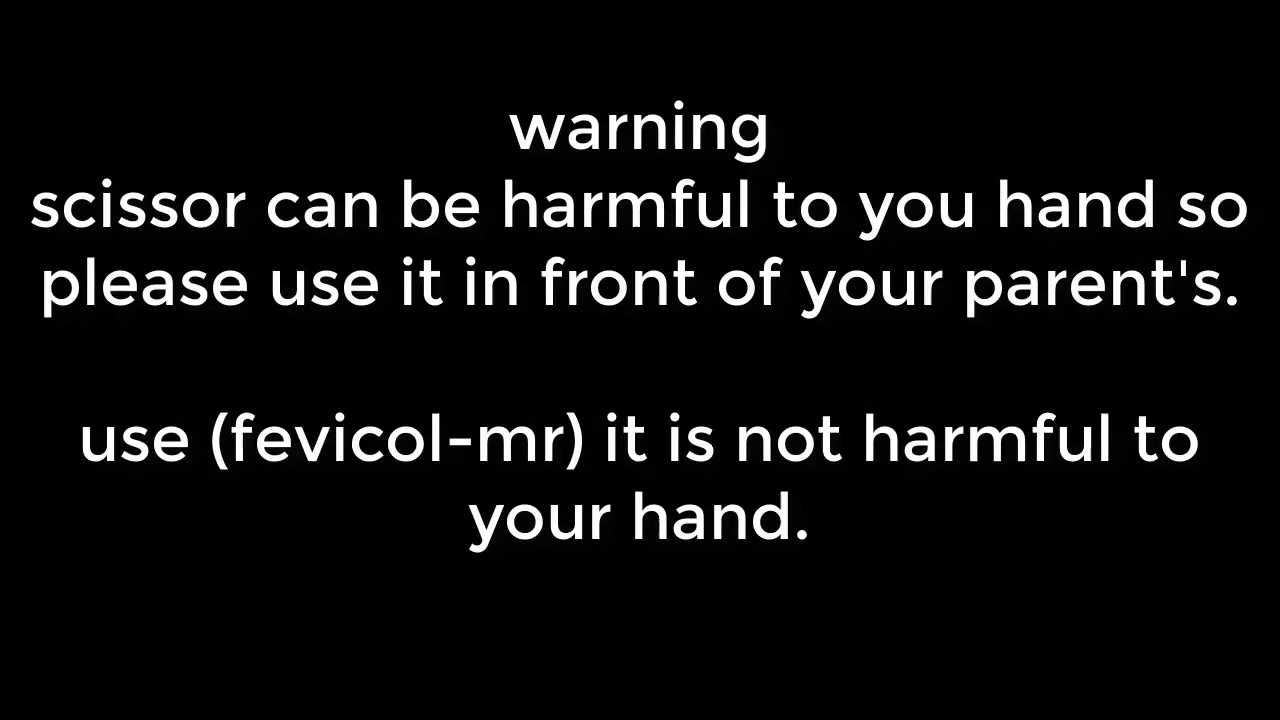 warning
scissor can be harmful to you hand so
please use it in front of your parent's.
use (fevicol-mr) it is not harmful to
your hand.